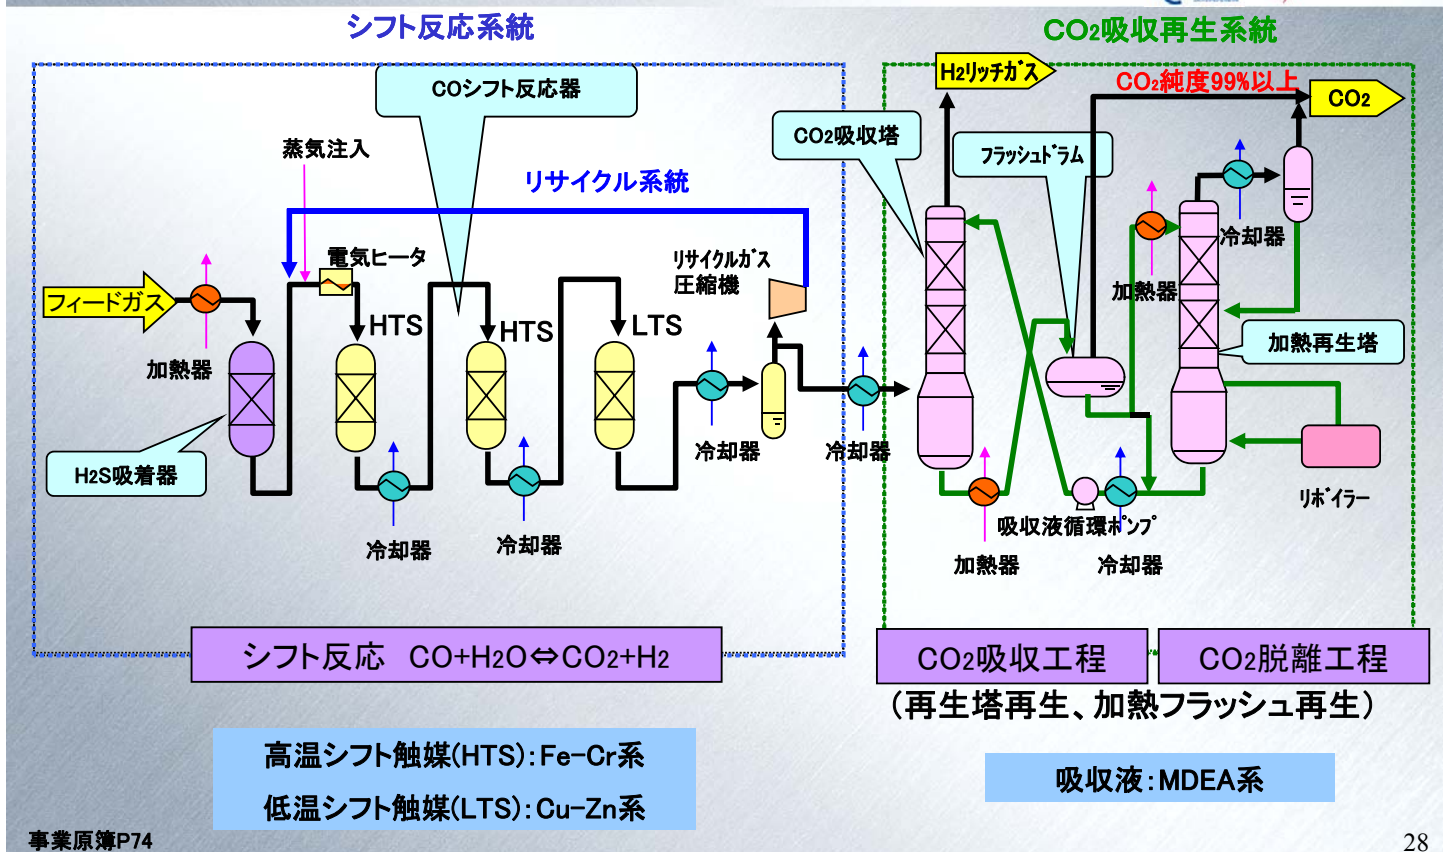 シフト反応系統
CO2吸収再生系統
COシフト反応器
蒸気注入
リサイクル系統
電気ヒータ
フィードガス
加熱器
HTS
HTS
LTS
リサイクルガス
圧縮機
H2S吸着器
冷却器
冷却器
冷却器
冷却器
H2リッチガス
CO2純度99%以上
CO2
CO2吸収塔
フラッシュドラム
冷却器
加熱器
加熱再生塔
リボイラー
吸収液循環ポンプ
加熱器
冷却器
シフト反応 CO+H2O⇔CO2+H2
CO2吸収工程
CO2脱離工程
（再生塔再生、加熱フラッシュ再生）
高温シフト触媒(HTS)：Fe-Cr系
低温シフト触媒(LTS)：Cu-Zn系
吸収液：MDEA系
事業原簿P74
28